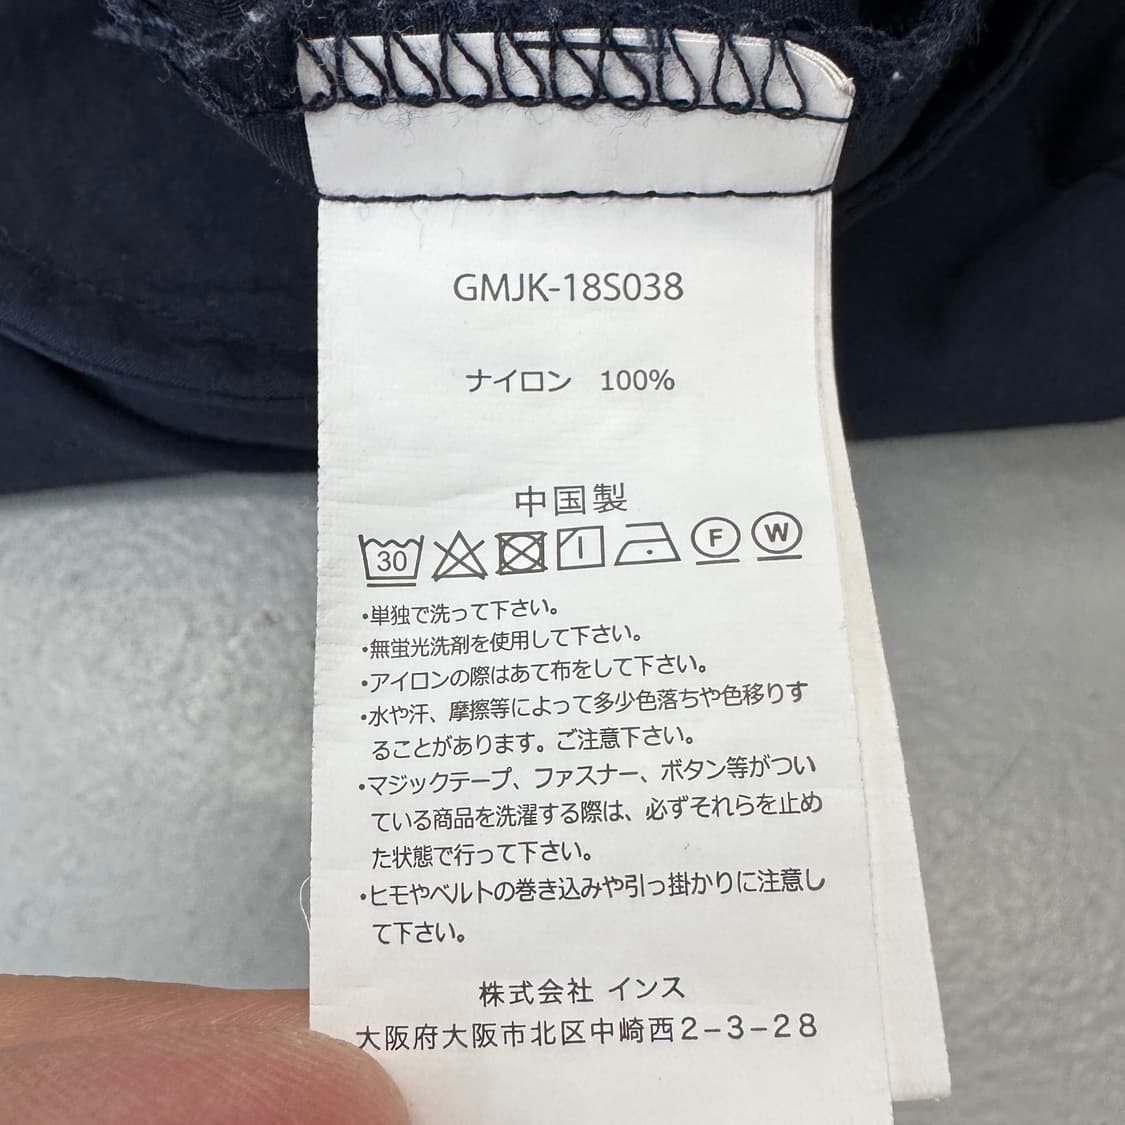 GMJK-18S038
ナイロン 100%
中国製
30 F W
・単独で洗って下さい。
・無蛍光洗剤を使用して下さい。
・アイロンの際はあて布をして下さい。
・水や汗、摩擦等によって多少色落ちや色移りす
ることがあります。ご注意下さい。
・マジックテープ、ファスナー、ボタン等がつい
ている商品を洗濯する際は、必ずそれらを止め
た状態で行って下さい。
・ヒモやベルトの巻き込みや引っ掛かりに注意し
て下さい。
株式会社 インス
大阪府大阪市北区中崎西2-3-28